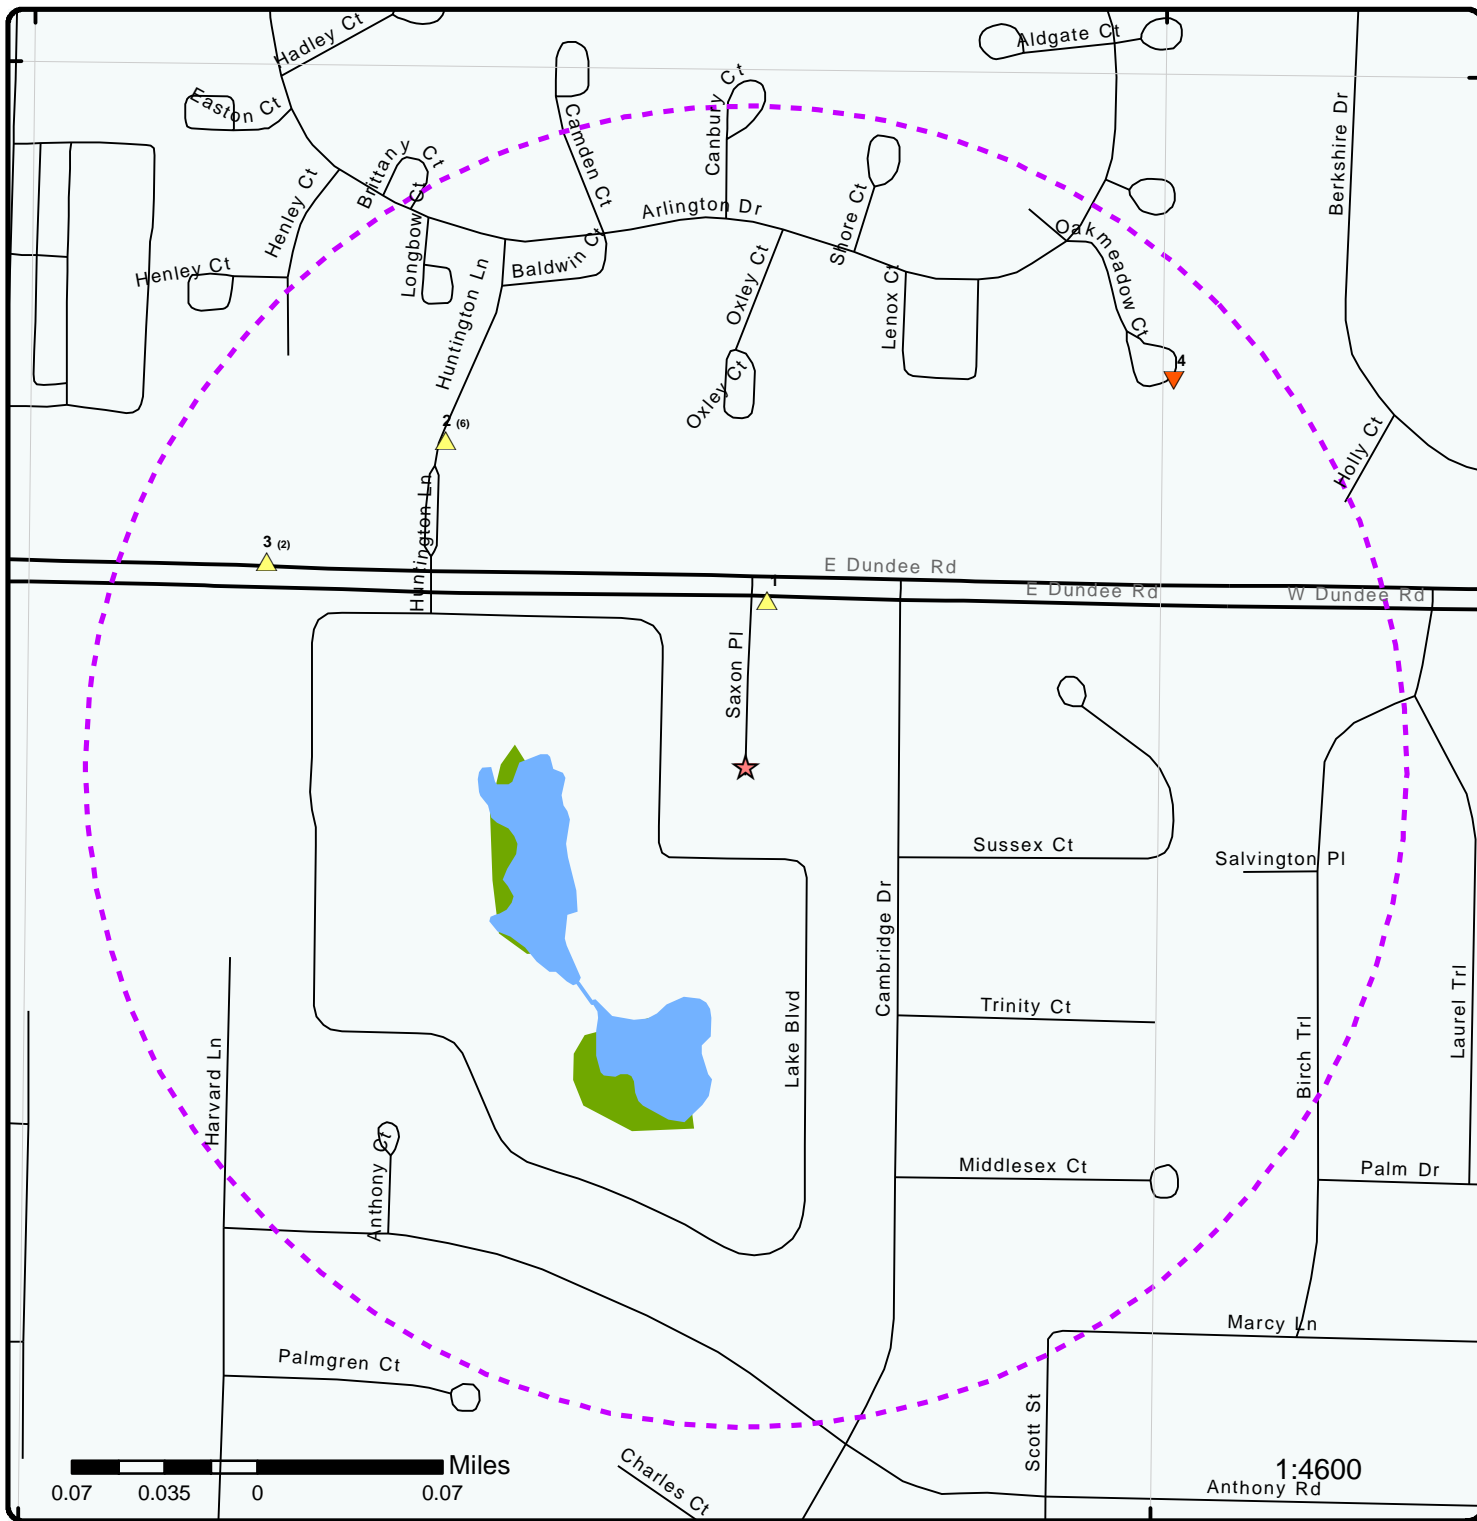 Hadley Ct
Aldgate Ct
Easton Ct
Camden Ct
Canbury Ct
Berkshire Dr
Brittany Ct
Henley Ct
Longbow Ct
Arlington Dr
Shore Ct
Oakmeadow Ct
Henley Ct
Huntington Ln
Baldwin Ct
Oxley Ct
Lenox Ct
Oxley Ct
4
2 (6)
Holly Ct
Huntington Ln
3 (2)
E Dundee Rd
E Dundee Rd
W Dundee Rd
Saxon Pl
Sussex Ct
Salvington Pl
Cambridge Dr
Lake Blvd
Trinity Ct
Birch Trl
Laurel Trl
Harvard Ln
Anthony Ct
Middlesex Ct
Palm Dr
Marcy Ln
Palmgren Ct
Scott St
Charles Ct
Anthony Rd
Miles
0.07 0.035 0 0.07
1:4600